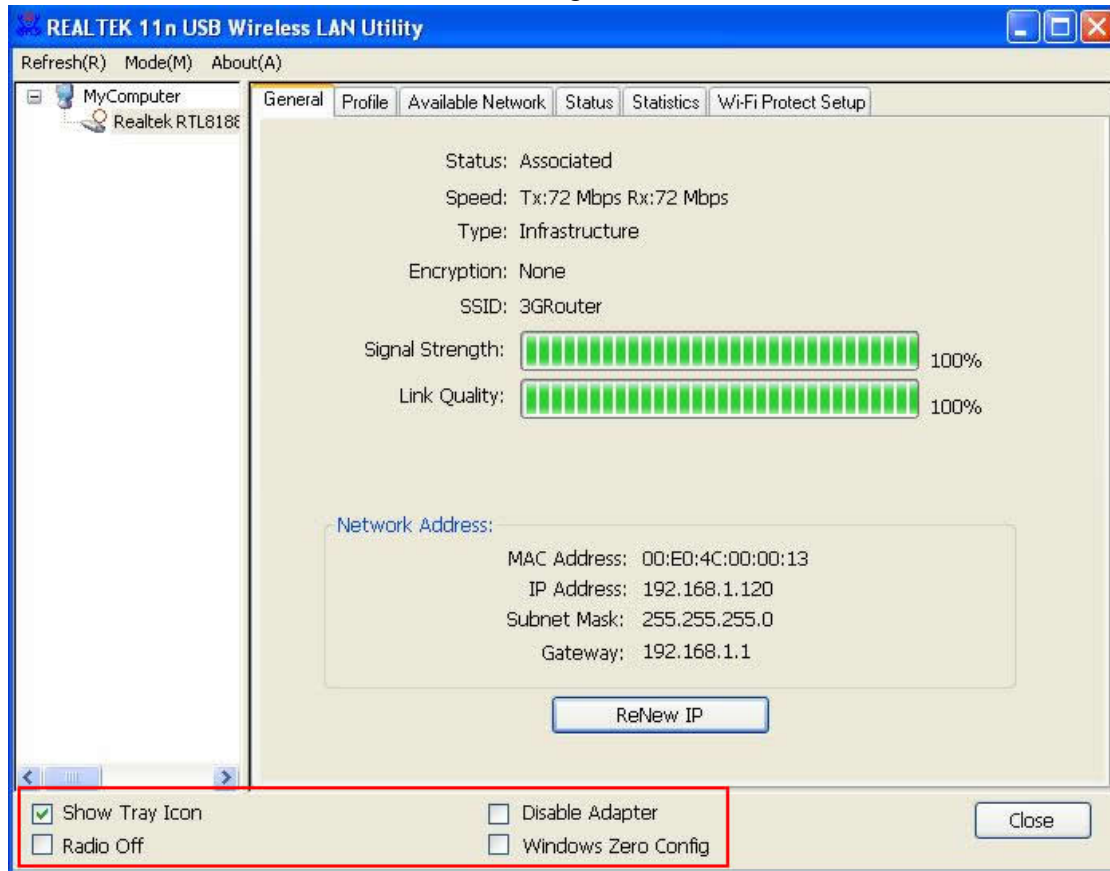 REALTEK 11n USB Wireless LAN Utility
Refresh(R) Mode(M) About(A)
MyComputer
Realtek RTL8188
General Profile Available Network Status Statistics Wi-Fi Protect Setup
Status: Associated
Speed: Tx:72 Mbps Rx:72 Mbps
Type: Infrastructure
Encryption: None
SSID: 3GRouter
Signal Strength: 100%
Link Quality: 100%
Network Address:
MAC Address: 00:E0:4C:00:00:13
IP Address: 192.168.1.120
Subnet Mask: 255.255.255.0
Gateway: 192.168.1.1
ReNew IP
Show Tray Icon Disable Adapter
Radio Off Windows Zero Config
Close